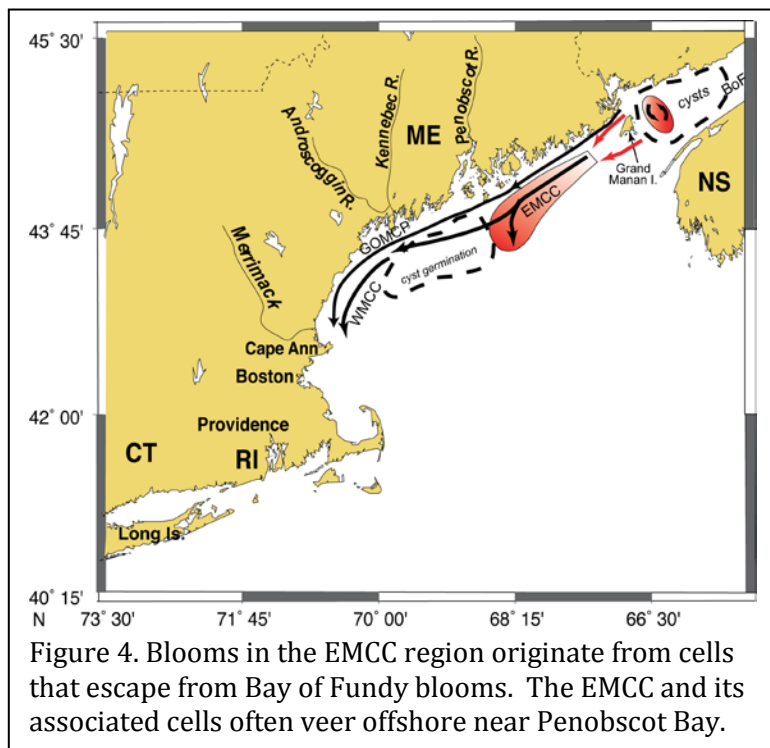 45° 30'
Penobscot R.
Kennebec R.
Androscoggin R.
ME
cysts
BoF
Grand
Manan I.
NS
43° 45'
EMCC
GOMCP
cyst germination
WMCC
Merrimack
Cape Ann
Boston
42° 00'
Providence
CT
RI
Long Is.
40° 15'
N
73° 30'
71° 45'
70° 00'
68° 15'
66° 30'
Figure 4. Blooms in the EMCC region originate from cells
that escape from Bay of Fundy blooms. The EMCC and its
associated cells often veer offshore near Penobscot Bay.